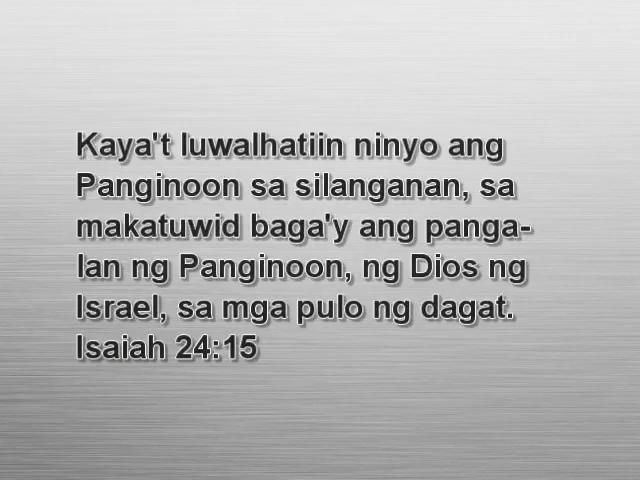 Kaya't luwalhatiin ninyo ang
Panginoon sa silanganan, sa
makatuwid baga'y ang panga-
lan ng Panginoon, ng Dios ng
Israel, sa mga pulo ng dagat.
Isaiah 24:15